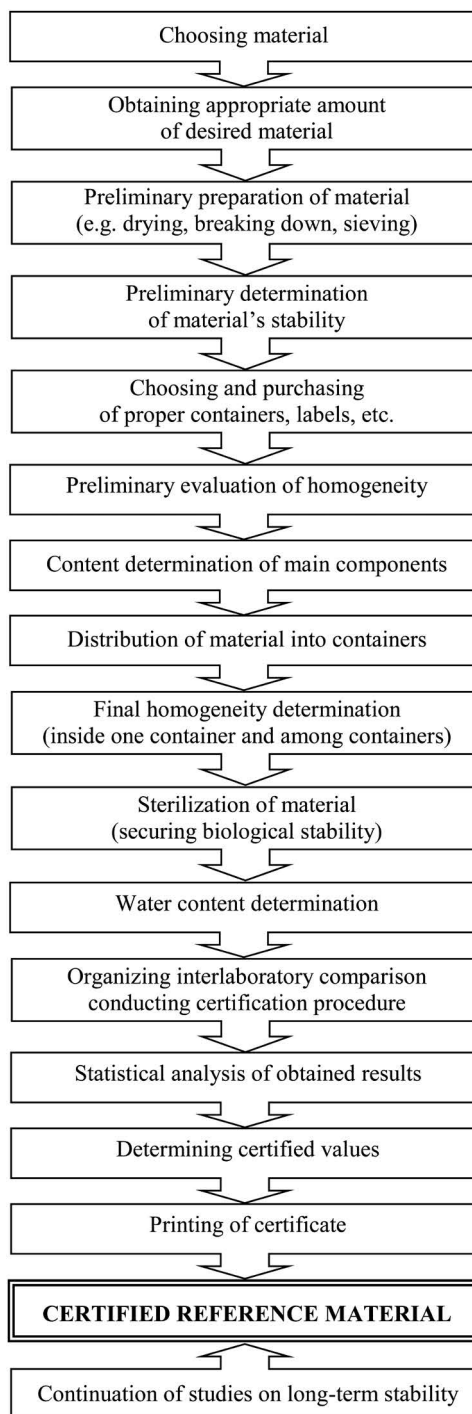 Choosing material
Obtaining appropriate amount
of desired material
Preliminary preparation of material
(e.g. drying, breaking down, sieving)
Preliminary determination
of material’s stability
Choosing and purchasing
of proper containers, labels, etc.
Preliminary evaluation of homogeneity
Content determination of main components
Distribution of material into containers
Final homogeneity determination
(inside one container and among containers)
Sterilization of material
(securing biological stability)
Water content determination
Organizing interlaboratory comparison
conducting certification procedure
Statistical analysis of obtained results
Determining certified values
Printing of certificate
CERTIFIED REFERENCE MATERIAL
Continuation of studies on long-term stability